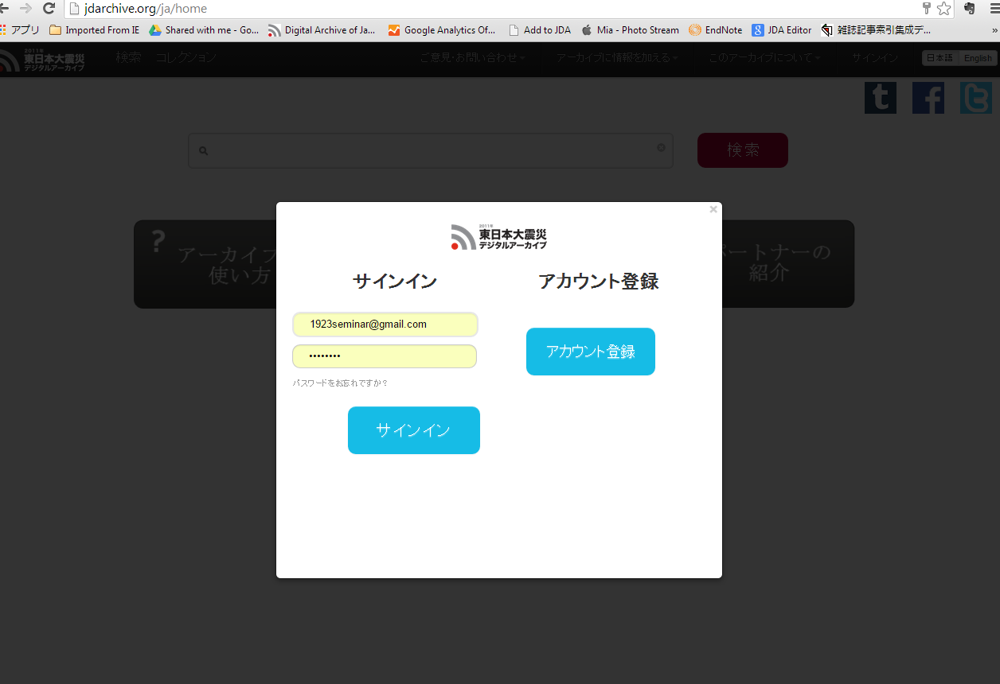 jdarchive.org/ja/home
アプリ
Imported From IE
Shared with me - Go...
Digital Archive of Ja...
Google Analytics Of...
Add to JDA
Mia - Photo Stream
EndNote
JDA Editor
雑誌記事索引集成デ...
»
2011年
東日本大震災
デジタルアーカイブ
検索
コレクション
ご意見・お問い合わせ
アーカイブに情報を加える
このアーカイブについて
サインイン
日本語
English
検索
?
アーカイブ
使い方
パートナーの
紹介
2011年
東日本大震災
デジタルアーカイブ
サインイン
アカウント登録
1923seminar@gmail.com
••••••••
パスワードをお忘れですか？
アカウント登録
サインイン